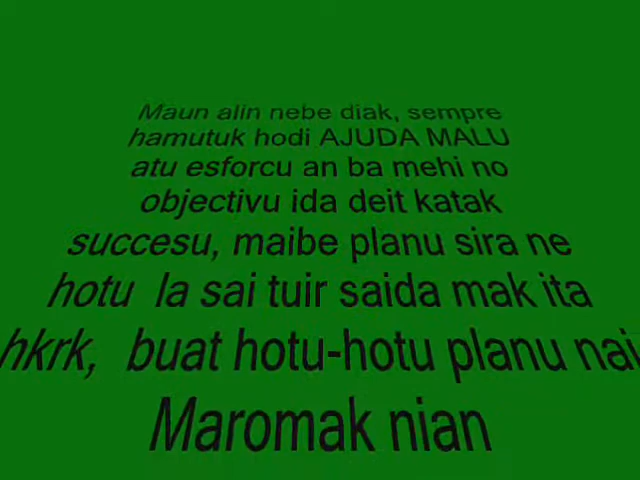 Maun alin nebe diak, sempre
hamutuk hodi AJUDA MALU
atu esforcu an ba mehi no
objectivu ida deit katak
succesu, maibe planu sira ne
hotu la sai tuir saida mak ita
hkrk, buat hotu-hotu planu nai
Maromak nian